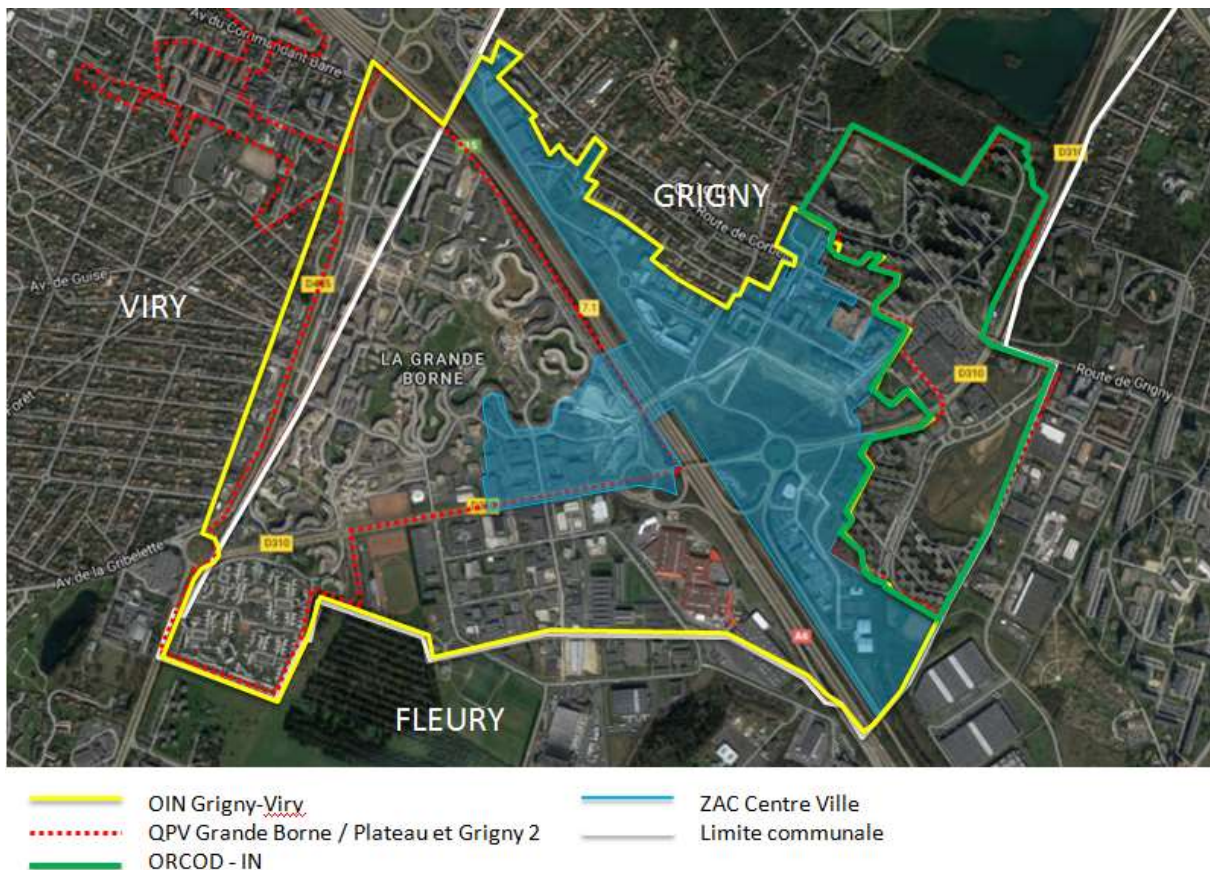 Av. du Commandant Barre
GRIGNY
Route de Corbeil
D310
VIRY
Av. de Guise
D445
7.1
LA GRANDE
BORNE
D310
Route de Grigny
D310
Av. de la Gribelette
A6
FLEURY
OIN Grigny-Viry
QPV Grande Borne / Plateau et Grigny 2
ORCOD - IN
ZAC Centre Ville
Limite communale